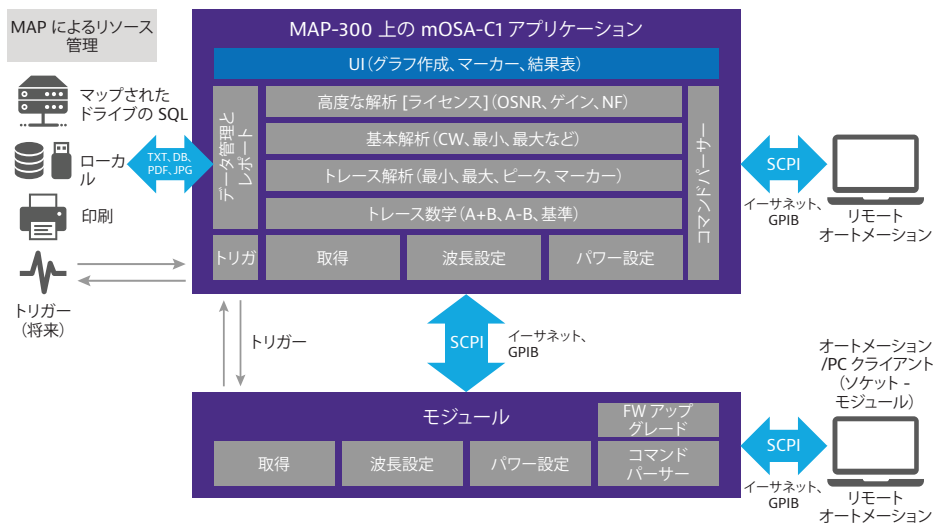 MAP によるリソース
管理
マップされた
ドライブの SQL
ローカ
ル
印刷
トリガー
(将来)
TXT、DB、
PDF、JPG
MAP-300 上の mOSA-C1 アプリケーション
UI(グラフ作成、マーカー、結果表)
データ管理と
レポート
高度な解析 [ライセンス](OSNR、ゲイン、NF)
基本解析(CW、最小、最大など)
トレース解析(最小、最大、ピーク、マーカー)
トレース数学(A+B、A-B、基準)
コマンドパーサー
トリガ
取得
波長設定
パワー設定
SCPI
イーサネット、
GPIB
リモート
オートメーション
トリガー
SCPI
イーサネット、
GPIB
モジュール
FW アップ
グレード
取得
波長設定
パワー設定
コマンド
パーサー
オートメーション
/PC クライアント
(ソケット -
モジュール)
SCPI
イーサネット、
GPIB
リモート
オートメーション